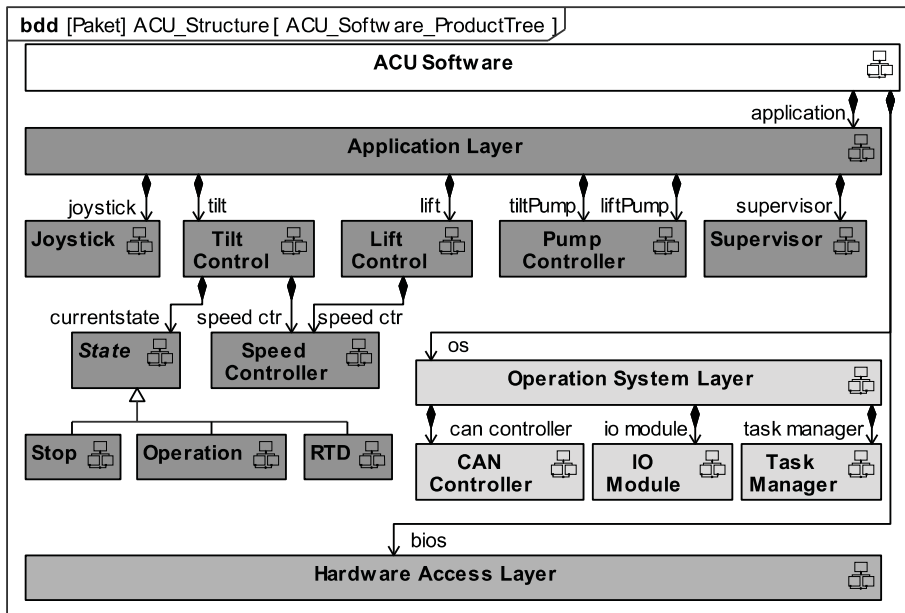 bdd [Paket] ACU_Structure [ ACU_Software_ProductTree ]
ACU Software
application
Application Layer
joystick
tilt
lift
tiltPump
liftPump
supervisor
Joystick
Tilt
Control
Lift
Control
Pump
Controller
Supervisor
currentstate
speed ctr
speed ctr
State
Speed
Controller
os
Operation System Layer
Stop
Operation
RTD
can controller
io module
task manager
CAN
Controller
IO
Module
Task
Manager
bios
Hardware Access Layer